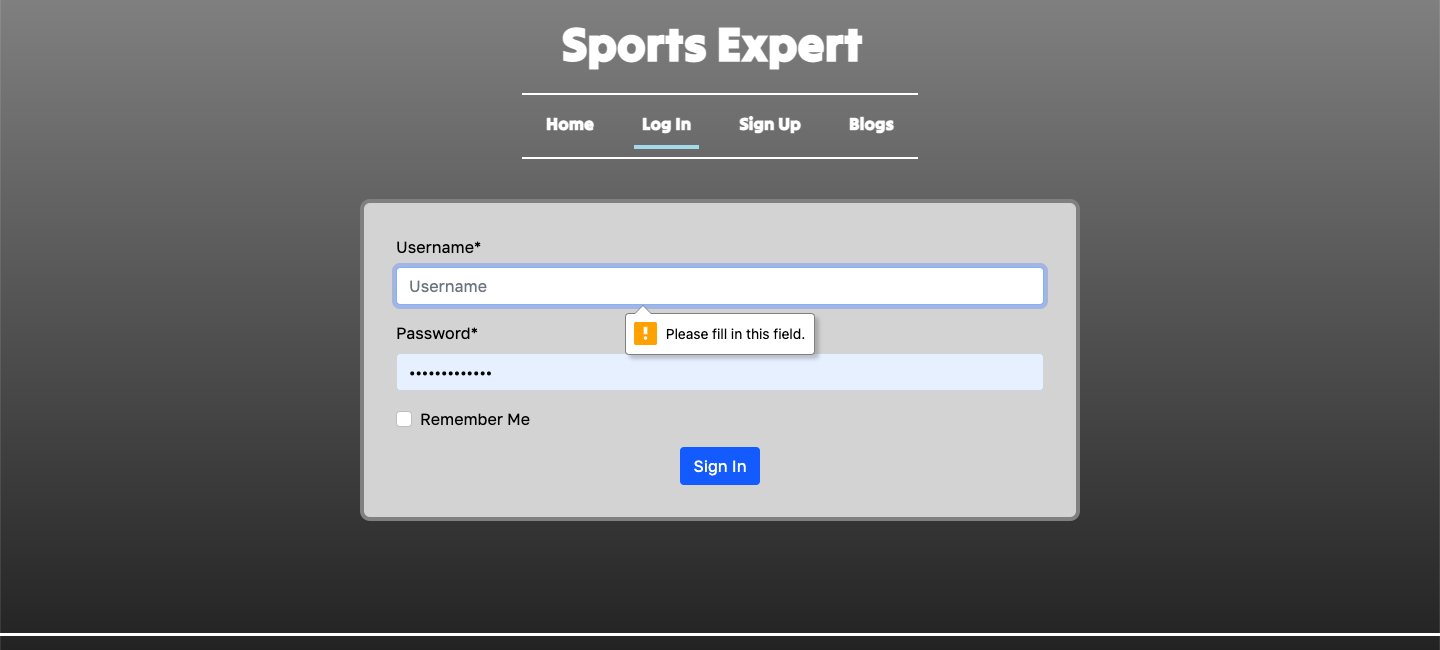 Sports Expert
Home Log In Sign Up Blogs
Username*
Username
Please fill in this field.
Password*
•••••••••••••
Remember Me
Sign In